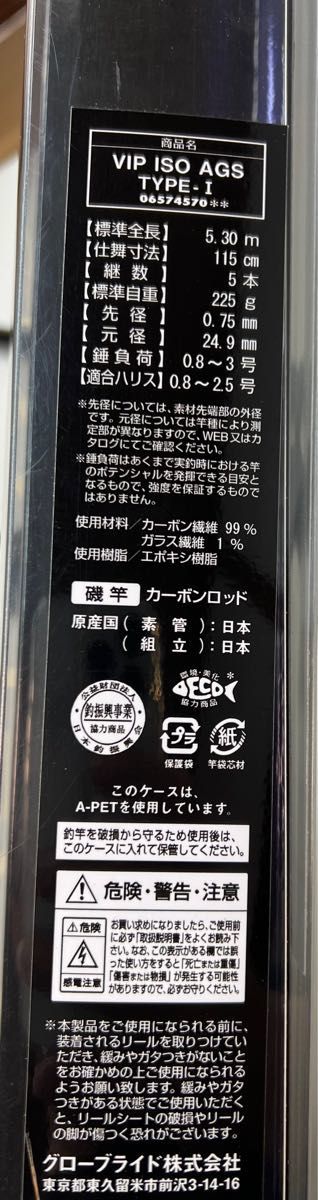 商品名
VIP ISO AGS
TYPE-I
06574570**
【標準全長】 5.30 m
【仕舞寸法】 115 cm
【継数】 5 本
【標準自重】 225 g
【先径】 0.75 mm
【元径】 24.9 mm
【錘負荷】 0.8〜3 号
【適合ハリス】 0.8〜2.5 号
※先径については、素材先端部の外径
です。元径については竿種により測
定部が異なりますので、WEB又はカ
タログにてご確認ください。
※錘負荷はあくまで実釣時における竿
のポテンシャルを発揮できる目安と
なるもので、強度を保証するもので
はありません。
使用材料／カーボン繊維 99％
ガラス繊維 1％
使用樹脂／エポキシ樹脂
磯竿 カーボンロッド
原産国（素管）：日本
（組立）：日本
公益財団法人
釣振興事業
協力商品
日本釣振興会
環境・美化
ECO
協力商品
プラ
保護袋
紙
竿袋芯材
このケースは、
A-PETを使用しています。
釣竿を破損から守るため使用後は、
このケースに入れて保管してください。
危険・警告・注意
危険
感電注意
お買い求めになりましたら、ご使用前
に必ず「取扱説明書」をよくお読み下
さい。なお、この表示がある欄では誤
った使い方をすると「死亡または重傷」
「傷害または物損」が発生する可能性
がありますので、必ずお守りください。
※本製品をご使用になられる前に、
装着されるリールを取りつけてい
ただき、緩みやガタつきがないこと
をお確かめの上ご使用になられる
ようお願い致します。緩みやガタ
つきがある状態でご使用いただく
と、リールシートの破損やリール
の脚が傷つく恐れがございます。
グローブライド株式会社
東京都東久留米市前沢3-14-16